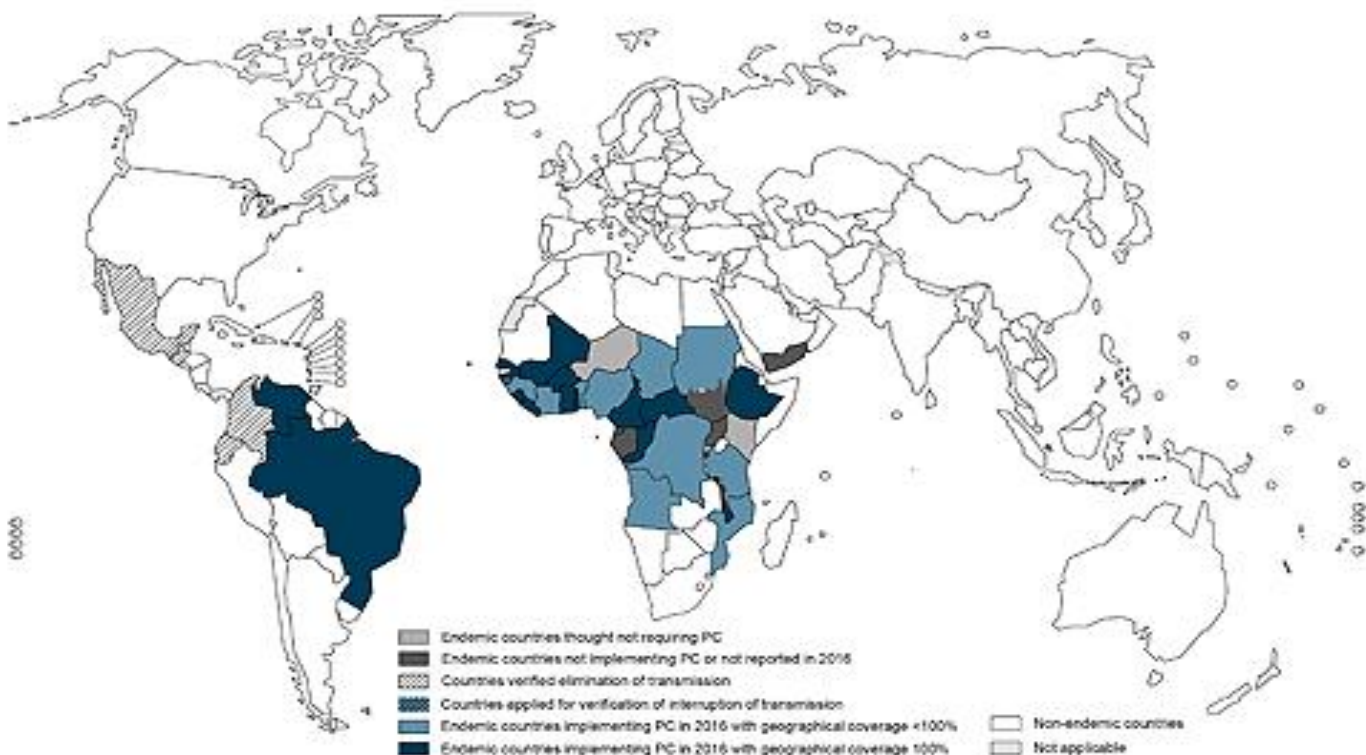 Endemic countries thought not requiring PC
Endemic countries not implementing PC or not reported in 2016
Countries verified elimination of transmission
Countries applied for verification of interruption of transmission
Endemic countries implementing PC in 2016 with geographical coverage <100%
Endemic countries implementing PC in 2016 with geographical coverage 100%
Non-endemic countries
Not applicable